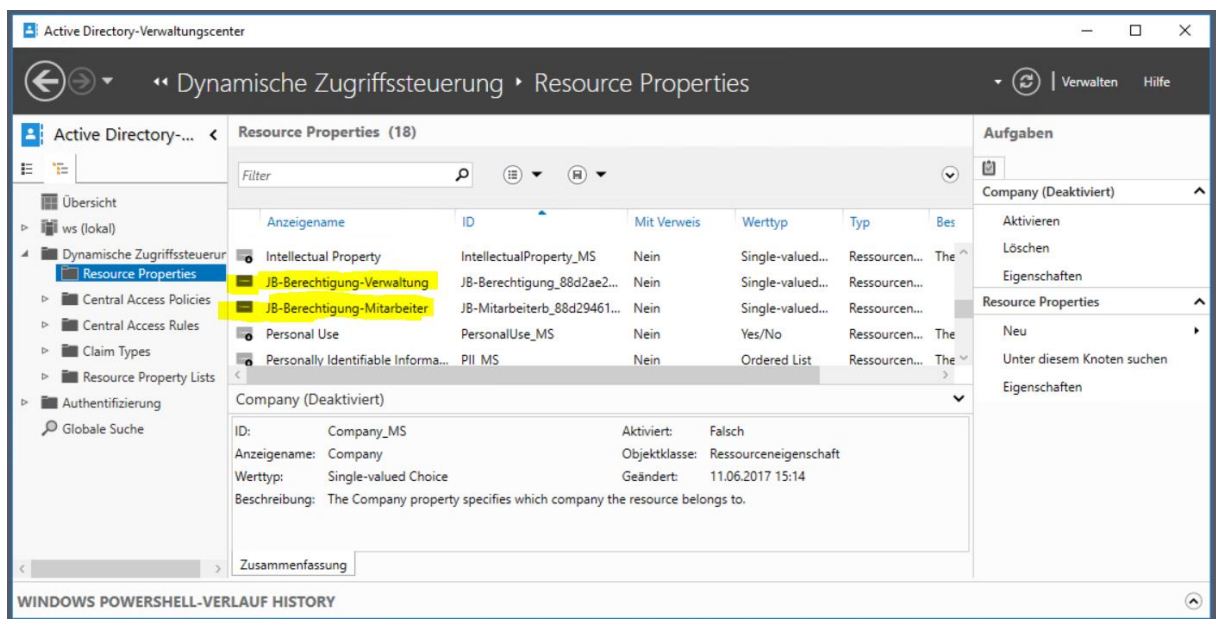 Active Directory-Verwaltungscenter
Dynamische Zugriffssteuerung Resource Properties
Verwalten Hilfe
Active Directory-...
Übersicht
ws (lokal)
Dynamische Zugriffssteuerur
Resource Properties
Central Access Policies
Central Access Rules
Claim Types
Resource Property Lists
Authentifizierung
Globale Suche
Resource Properties (18)
Filter
Anzeigename ID Mit Verweis Werttyp Typ Bes
Intellectual Property IntellectualProperty_MS Nein Single-valued... Ressourcen... The
JB-Berechtigung-Verwaltung JB-Berechtigung_88d2ae2... Nein Single-valued... Ressourcen...
JB-Berechtigung-Mitarbeiter JB-Mitarbeiterb_88d29461... Nein Single-valued... Ressourcen...
Personal Use PersonalUse_MS Nein Yes/No Ressourcen... The
Personally Identifiable Informa... PII_MS Nein Ordered List Ressourcen... The
Company (Deaktiviert)
ID: Company_MS Aktiviert: Falsch
Anzeigename: Company Objektklasse: Ressourceneigenschaft
Werttyp: Single-valued Choice Geändert: 11.06.2017 15:14
Beschreibung: The Company property specifies which company the resource belongs to.
Zusammenfassung
Aufgaben
Company (Deaktiviert)
Aktivieren
Löschen
Eigenschaften
Resource Properties
Neu
Unter diesem Knoten suchen
Eigenschaften
WINDOWS POWERSHELL-VERLAUF HISTORY